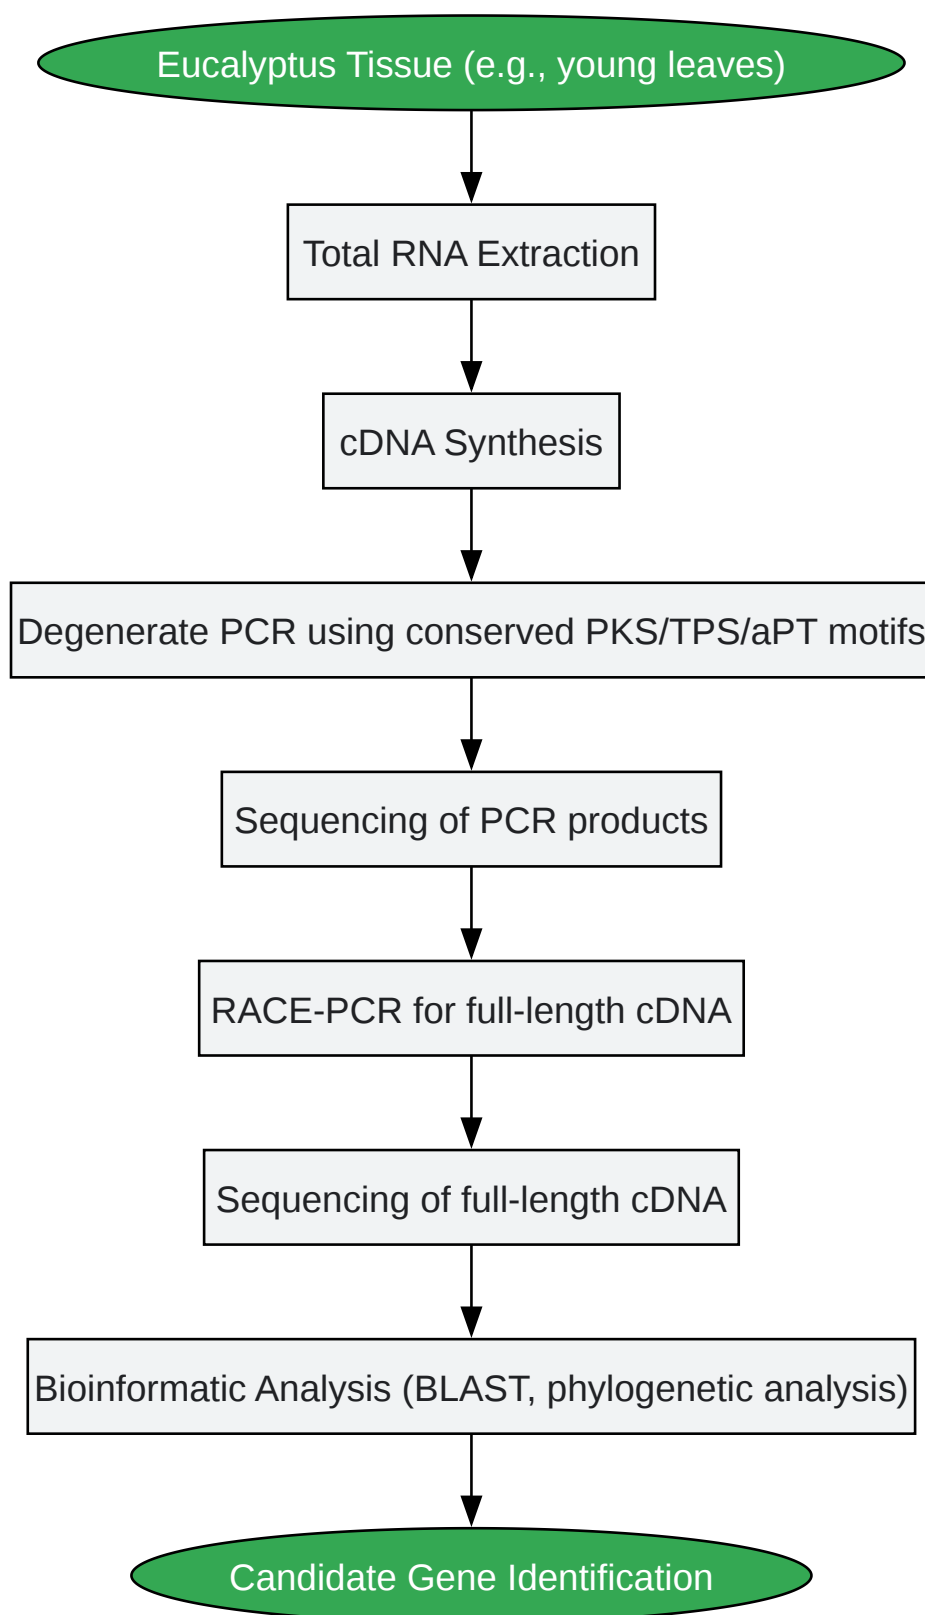 Eucalyptus Tissue (e.g., young leaves)
Total RNA Extraction
cDNA Synthesis
Degenerate PCR using conserved PKS/TPS/aPT motifs
Sequencing of PCR products
RACE-PCR for full-length cDNA
Sequencing of full-length cDNA
Bioinformatic Analysis (BLAST, phylogenetic analysis)
Candidate Gene Identification